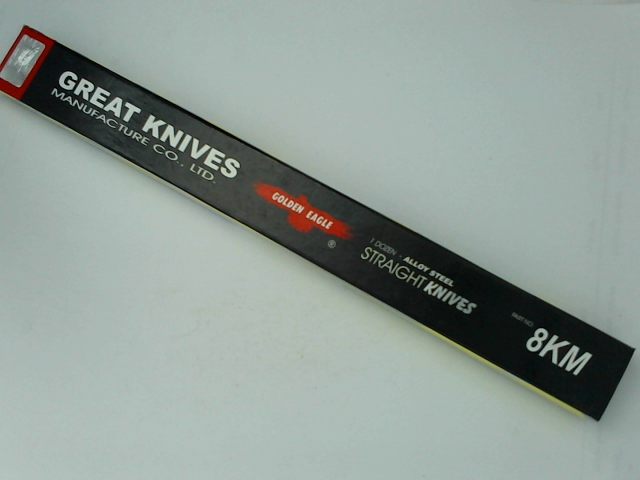 GREAT KNIVES
MANUFACTURE CO., LTD.
GOLDEN EAGLE
®
1 DOZEN - ALLOY STEEL
STRAIGHT KNIVES
PART NO.
8KM